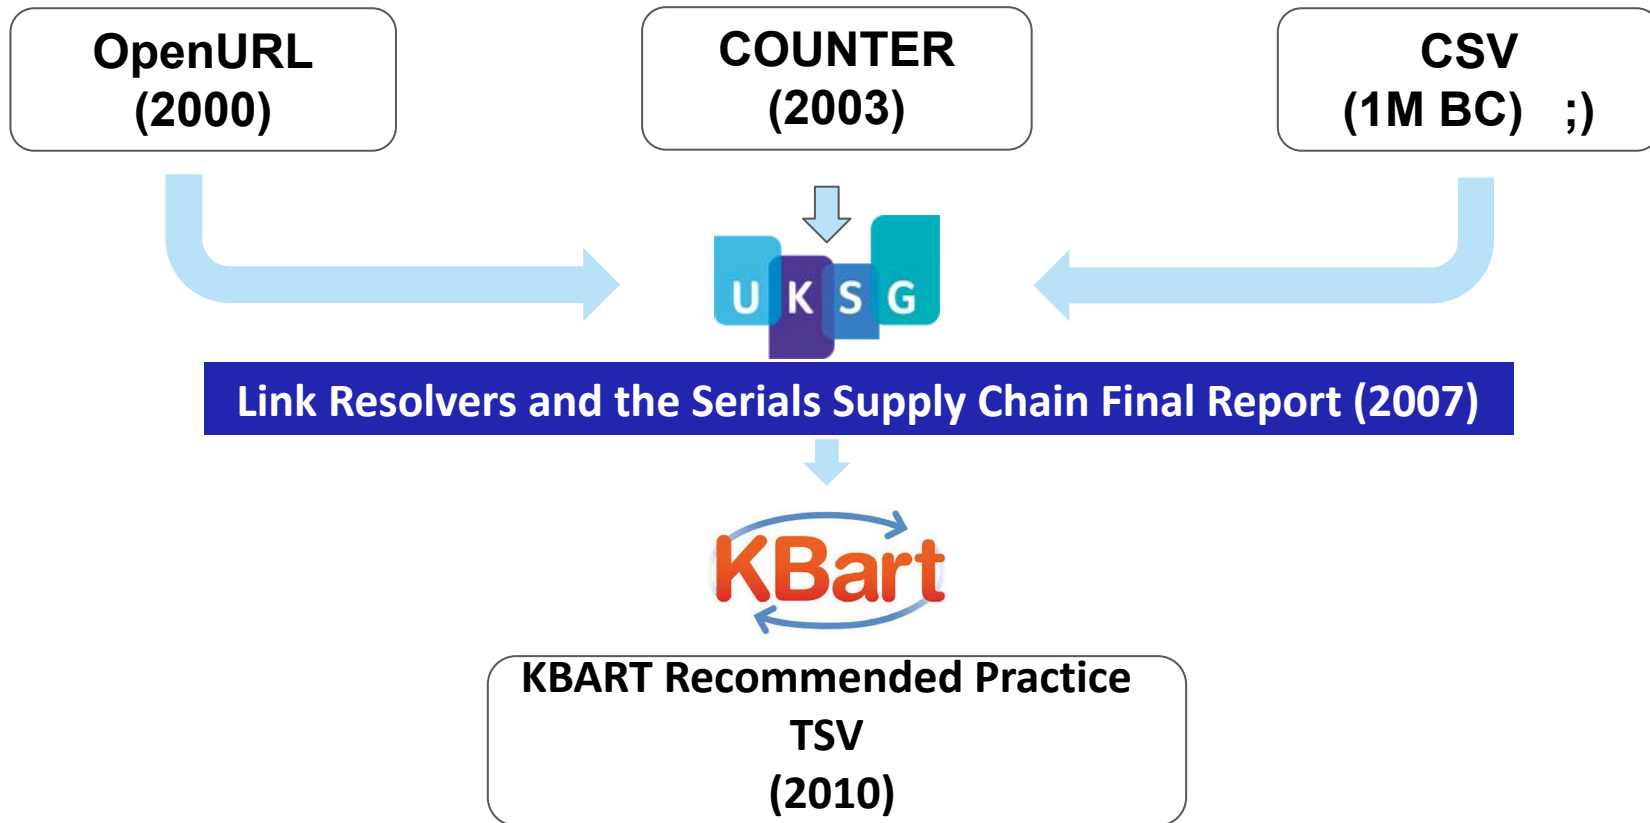 OpenURL
(2000)
COUNTER
(2003)
CSV
(1M BC) ;)
UKSG
Link Resolvers and the Serials Supply Chain Final Report (2007)
KBart
KBART Recommended Practice
TSV
(2010)